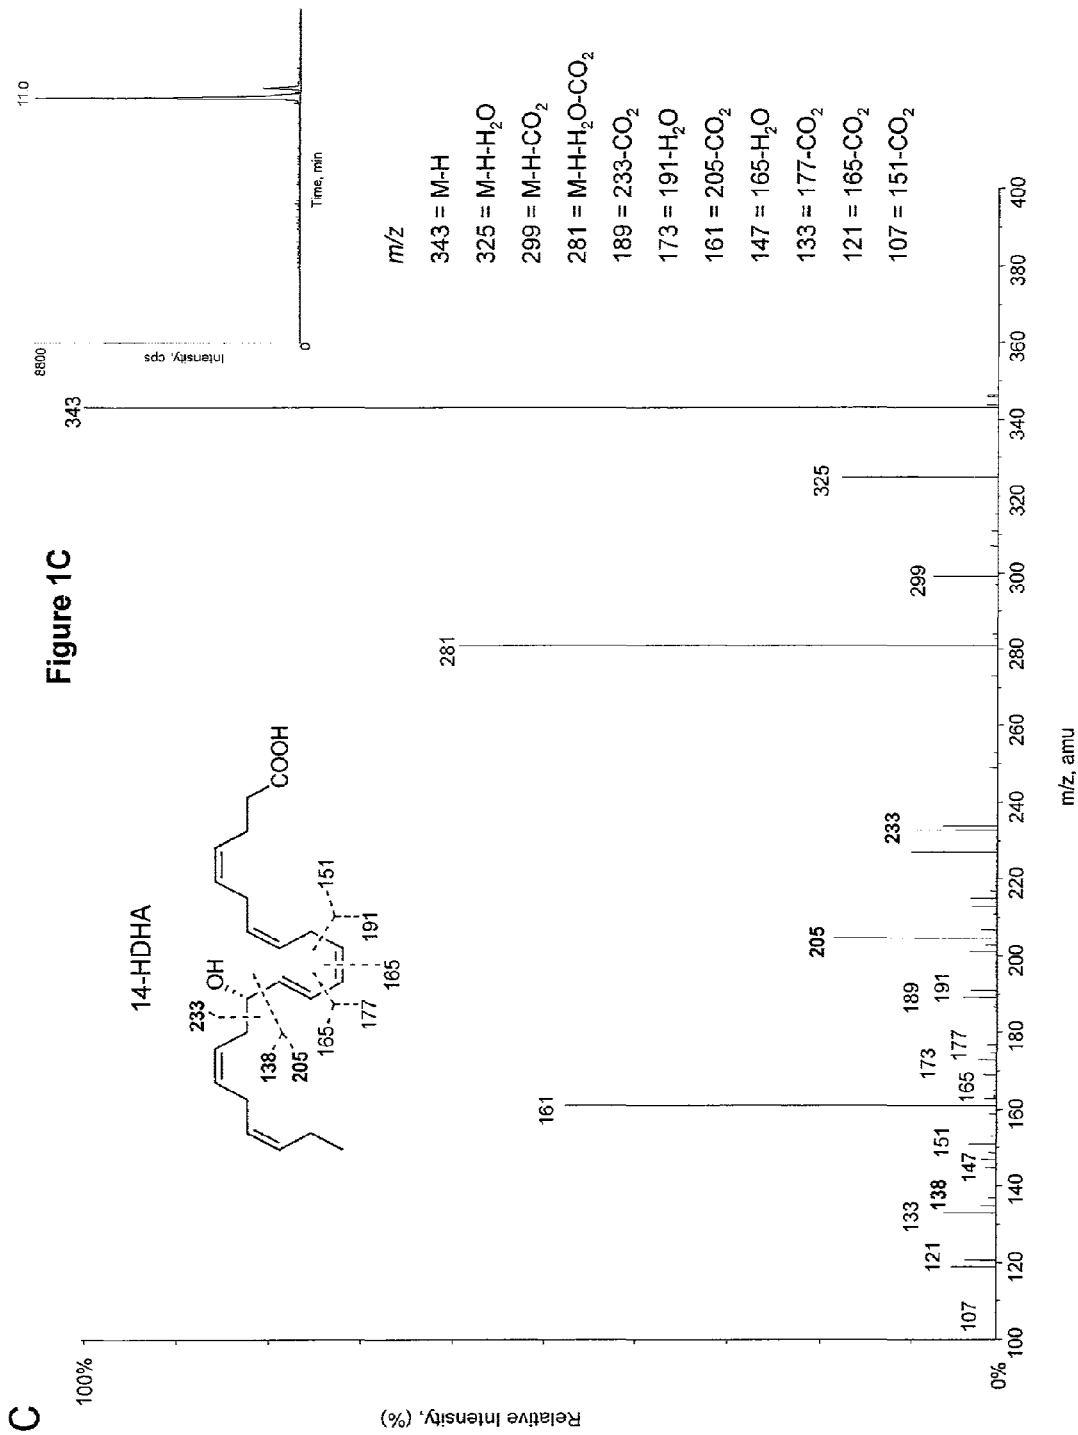 C
Figure 1C
14-HDHA
OH
COOH
233
138
205
165
177
165
191
151
11.0
8800
Intensity, cps
0
Time, min
m/z
343 = M-H
325 = M-H-H₂O
299 = M-H-CO₂
281 = M-H-H₂O-CO₂
189 = 233-CO₂
173 = 191-H₂O
161 = 205-CO₂
147 = 165-H₂O
133 = 177-CO₂
121 = 165-CO₂
107 = 151-CO₂
100%
Relative Intensity, (%)
0%
107
121
133
138
147
151
161
165
173
177
189
191
205
233
281
299
325
343
100 120 140 160 180 200 220 240 260 280 300 320 340 360 380 400
m/z, amu